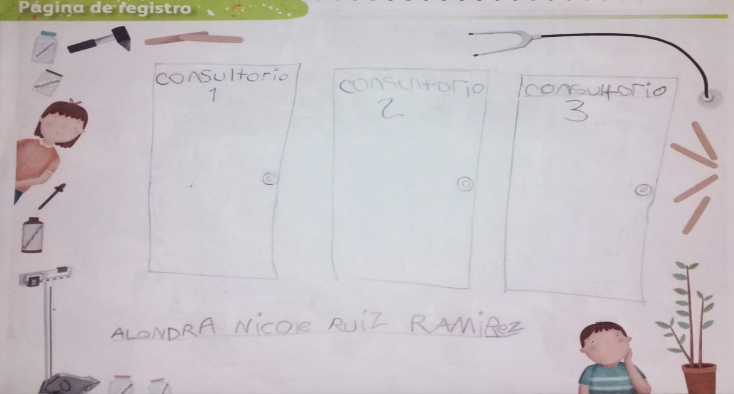 Página de registro
consultorio
1
consultorio
2
consultorio
3
ALONDRA Nicole RUiZ RAMiRez